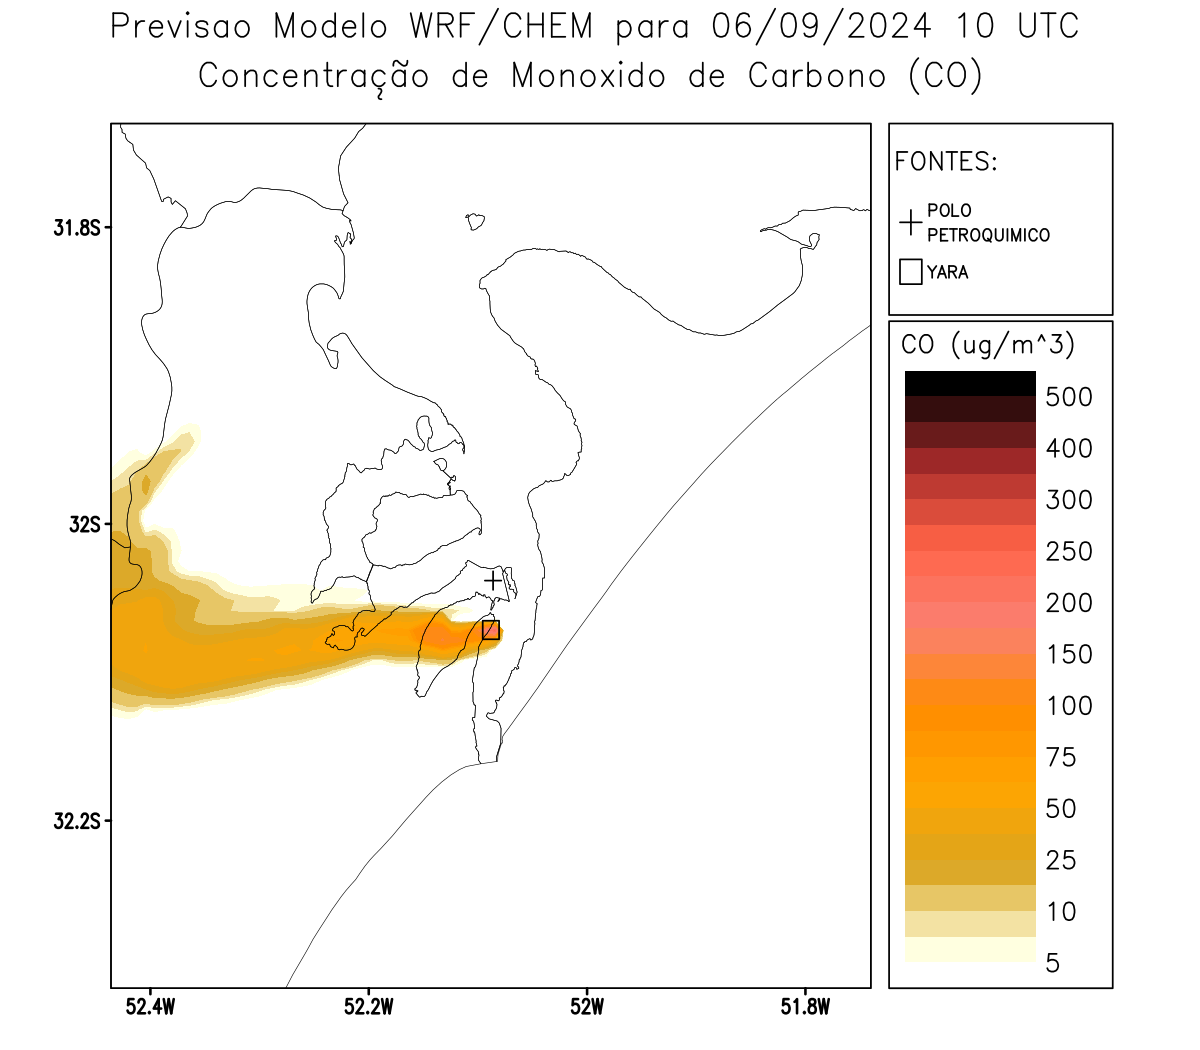 Previsao Modelo WRF/CHEM para 06/09/2024 10 UTC
Concentração de Monoxido de Carbono (CO)
FONTES:
POLO
PETROQUIMICO
YARA
31.8S
32S
32.2S
52.4W
52.2W
52W
51.8W
CO (ug/m^3)
500
400
300
250
200
150
100
75
50
25
10
5